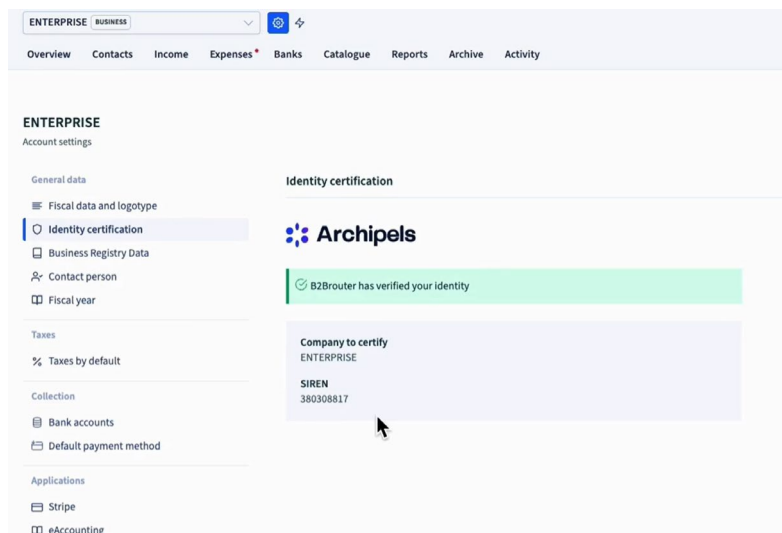 ENTERPRISE BUSINESS
Overview Contacts Income Expenses Banks Catalogue Reports Archive Activity
ENTERPRISE
Account settings
General data
Fiscal data and logotype
Identity certification
Business Registry Data
Contact person
Fiscal year
Taxes
Taxes by default
Collection
Bank accounts
Default payment method
Applications
Stripe
eAccounting
Identity certification
Archipels
B2Brouter has verified your identity
Company to certify
ENTERPRISE
SIREN
380308817